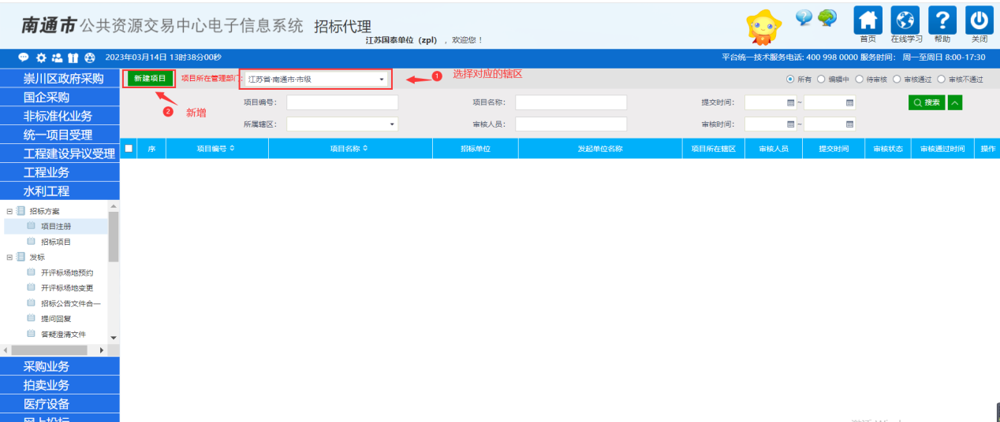 南通市公共资源交易中心电子信息系统 招标代理
江苏国泰单位（zpl），欢迎您！
首页 在线学习 帮助 关闭
2023年03月14日 13时38分00秒
平台统一技术服务电话: 400 998 0000 服务时间: 周一至周日 8:00-17:30
崇川区政府采购
国企采购
非标准化业务
统一项目受理
工程建设异议受理
工程业务
水利工程
招标方案
项目注册
招标项目
发标
开评标场地预约
开评标场地变更
招标公告文件合一
提问回复
答疑澄清文件
采购业务
拍卖业务
医疗设备
网上投标
新建项目 项目所在管理部门: 江苏省·南通市·市级 1 选择对应的辖区
所有 编辑中 待审核 审核通过 审核不通过
2 新增
项目编号: 项目名称: 提交时间: ~ 搜索
所属辖区: 审核人员: 审核时间: ~
序 项目编号 项目名称 招标单位 发起单位名称 项目所在辖区 审核人员 提交时间 审核状态 审核通过时间 操作